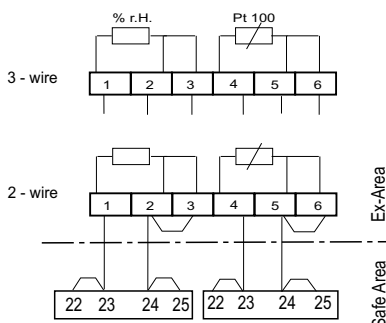 % r.H. Pt 100
3 - wire
1 2 3 4 5 6
2 - wire
1 2 3 4 5 6
Ex-Area
Safe Area
22 23 24 25 22 23 24 25